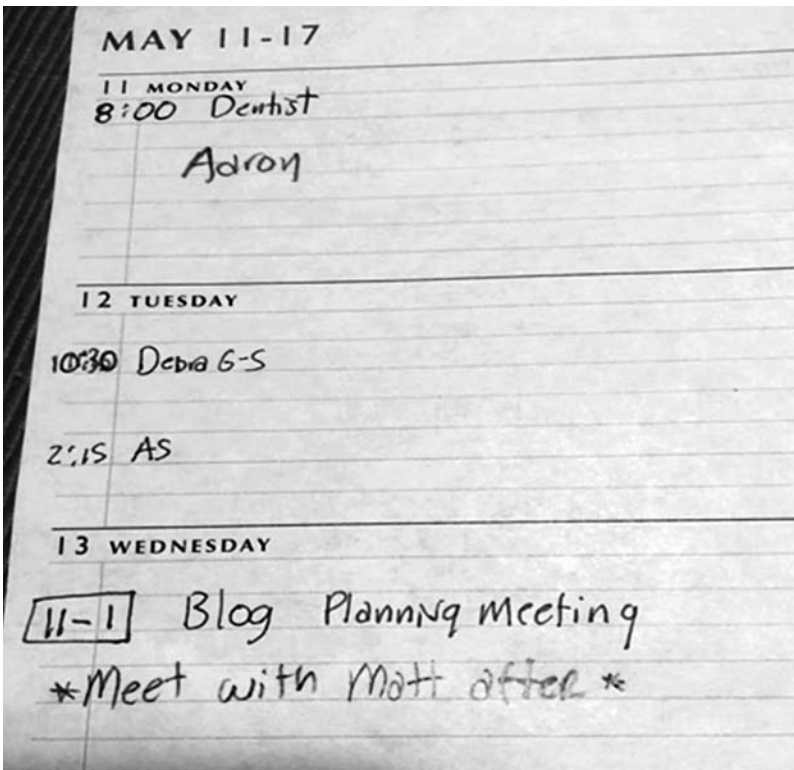 MAY 11-17
11 MONDAY
8:00 Dentist
Adron
12 TUESDAY
10:30 Debra G-S
2:15 AS
13 WEDNESDAY
11-1 Blog Planning Meeting
*Meet with Matt after*